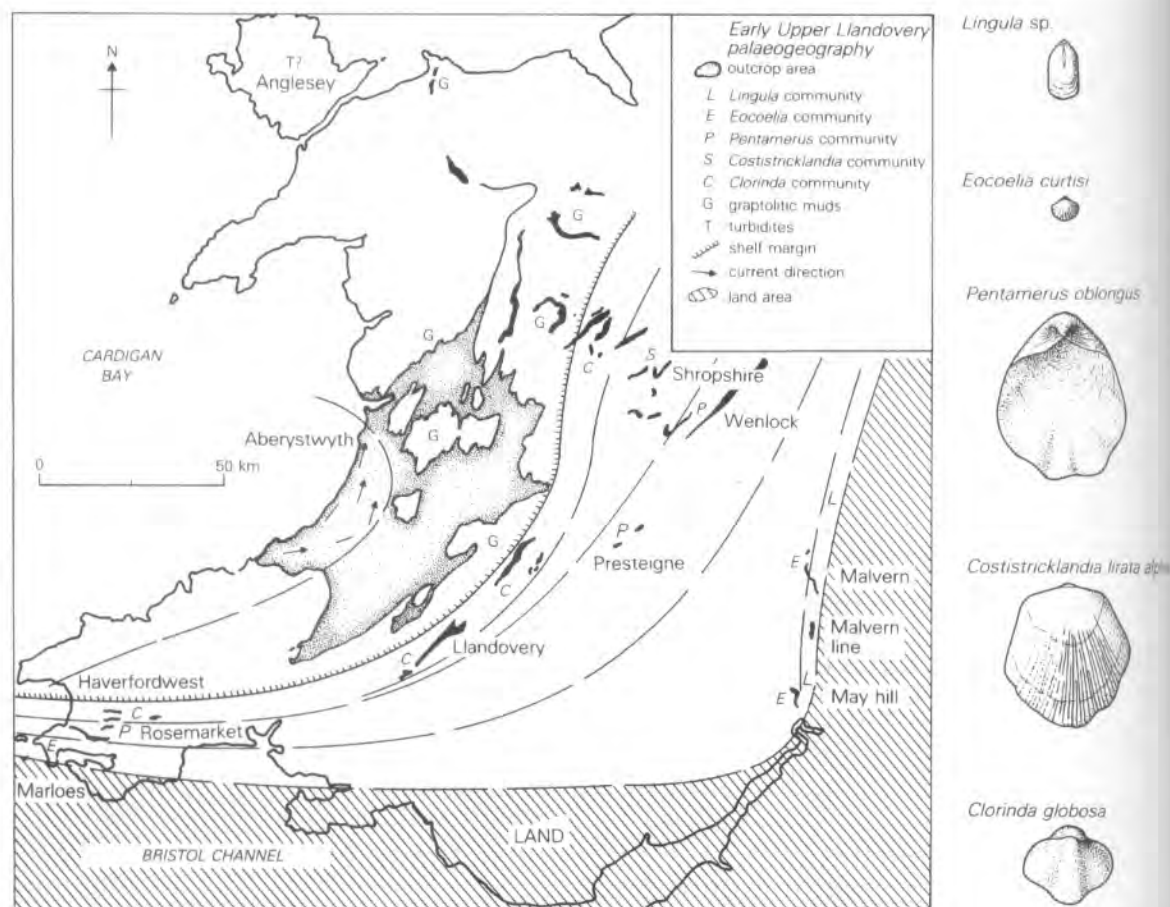 N
T?
Anglesey
G
Early Upper Llandovery
palaeogeography
outcrop area
L Lingula community
E Eocoelia community
P Pentamerus community
S Costistricklandia community
C Clorinda community
G graptolitic muds
T turbidites
shelf margin
current direction
land area
G
CARDIGAN
BAY
G
G
C
S
Shropshire
P
Wenlock
Aberystwyth
G
0 50 km
L
G
P
Presteigne
E
Malvern
C
Malvern
line
Llandovery
C
L
E
May hill
Haverfordwest
C
P Rosemarket
E
Marloes
LAND
BRISTOL CHANNEL
Lingula sp.
Eocoelia curtisi
Pentamerus oblongus
Costistricklandia lirata
Clorinda globosa